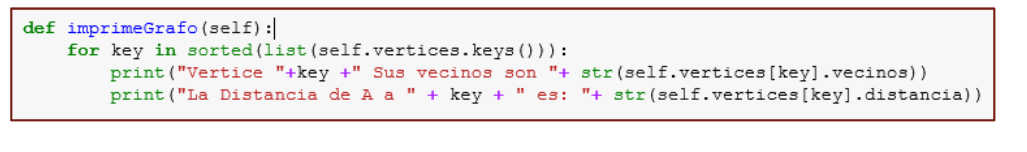 def imprimeGrafo(self):
    for key in sorted(list(self.vertices.keys())):
        print("Vertice "+key +" Sus vecinos son "+ str(self.vertices[key].vecinos))
        print("La Distancia de A a " + key + " es: "+ str(self.vertices[key].distancia))